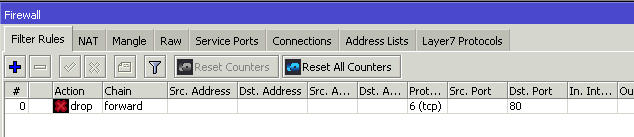 Firewall
Filter Rules NAT Mangle Raw Service Ports Connections Address Lists Layer7 Protocols
Reset Counters Reset All Counters
# Action Chain Src. Address Dst. Address Src. A... Dst. A... Prot... Src. Port Dst. Port In. Int... Ou
0 drop forward 6 (tcp) 80